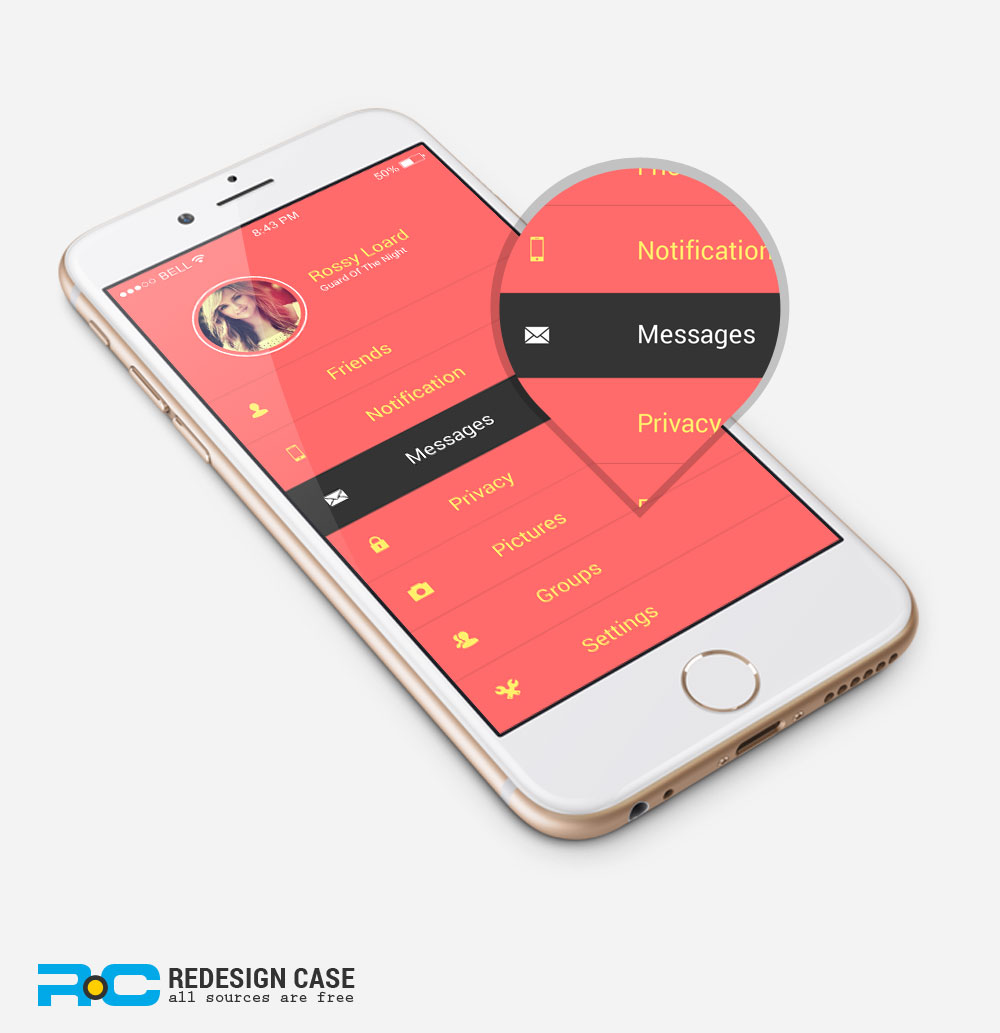 BELL 8:43 PM 50%
Rossy Loard
Guard Of The Night
Friends
Notification
Messages
Privacy
Pictures
Groups
Settings
Notification
Messages
Privacy
RC REDESIGN CASE
all sources are free